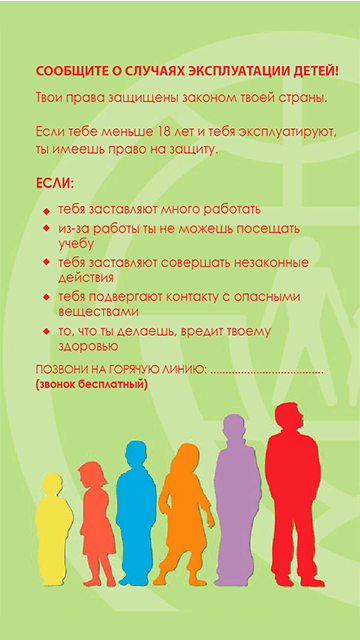 СООБЩИТЕ О СЛУЧАЯХ ЭКСПЛУАТАЦИИ ДЕТЕЙ!
Твои права защищены законом твоей страны.
Если тебе меньше 18 лет и тебя эксплуатируют,
ты имеешь право на защиту.
ЕСЛИ:
◆ тебя заставляют много работать
◆ из-за работы ты не можешь посещать
учебу
◆ тебя заставляют совершать незаконные
действия
◆ тебя подвергают контакту с опасными
веществами
◆ то, что ты делаешь, вредит твоему
здоровью
ПОЗВОНИ НА ГОРЯЧУЮ ЛИНИЮ: .....................................
(звонок бесплатный)